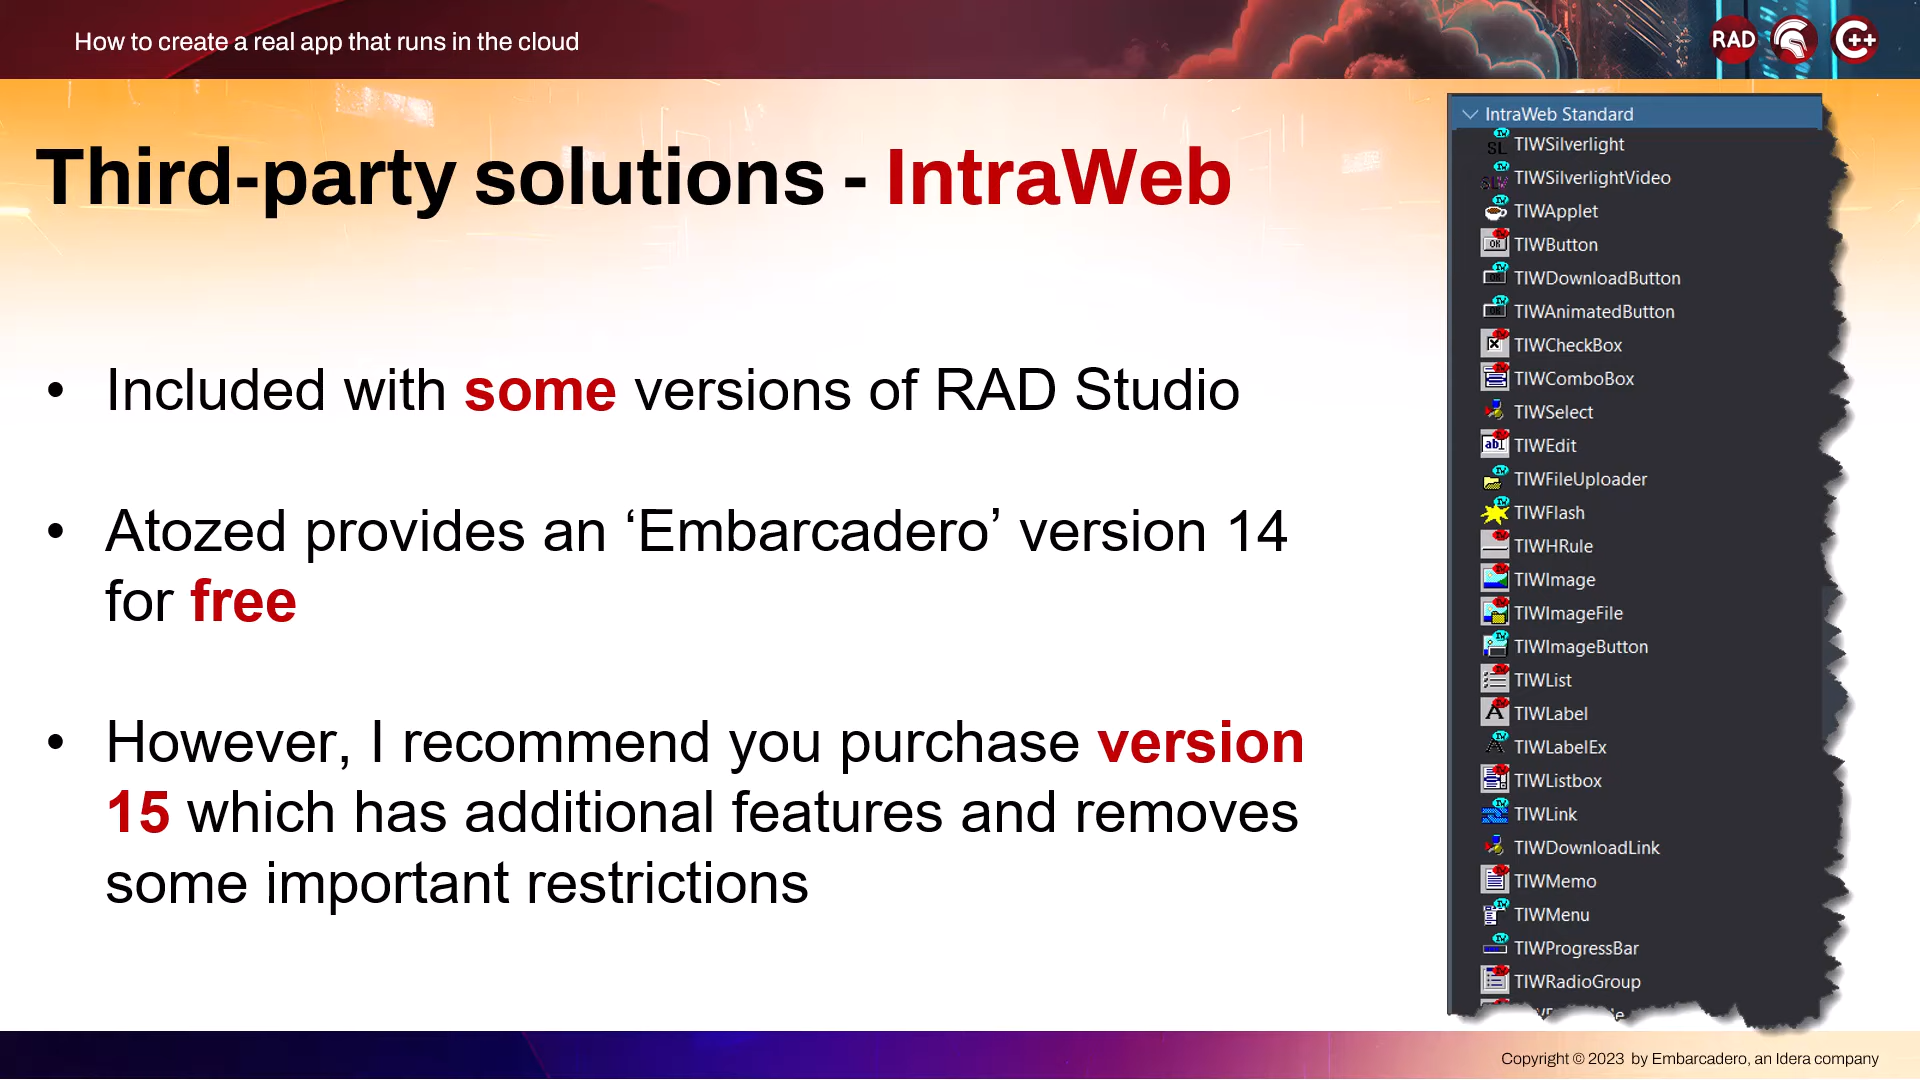 How to create a real app that runs in the cloud
RAD
C++
Third-party solutions - IntraWeb
• Included with some versions of RAD Studio
• Atozed provides an ‘Embarcadero’ version 14
for free
• However, I recommend you purchase version
15 which has additional features and removes
some important restrictions
IntraWeb Standard
TIWSilverlight
TIWSilverlightVideo
TIWApplet
TIWButton
TIWDownloadButton
TIWAnimatedButton
TIWCheckBox
TIWComboBox
TIWSelect
TIWEdit
TIWFileUploader
TIWFlash
TIWHRule
TIWImage
TIWImageFile
TIWImageButton
TIWList
TIWLabel
TIWLabelEx
TIWListbox
TIWLink
TIWDownloadLink
TIWMemo
TIWMenu
TIWProgressBar
TIWRadioGroup
Copyright © 2023 by Embarcadero, an Idera company